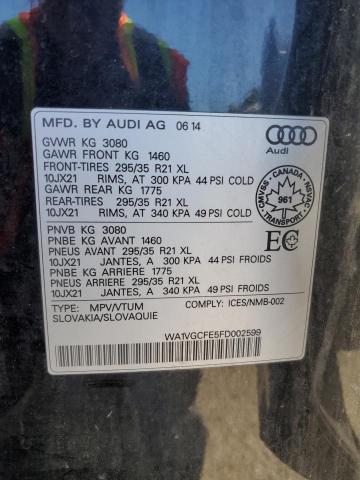 MFD. BY AUDI AG 06 14
GVWR KG 3080
GAWR FRONT KG 1460
FRONT-TIRES 295/35 R21 XL
10JX21 RIMS, AT 300 KPA 44 PSI COLD
GAWR REAR KG 1775
REAR-TIRES 295/35 R21 XL
10JX21 RIMS, AT 340 KPA 49 PSI COLD
Audi
CMVSS NSVAC
961
TRANSPORT
PNVB KG 3080
PNBE KG AVANT 1460
PNEUS AVANT 295/35 R21 XL
10JX21 JANTES, A 300 KPA 44 PSI FROIDS
PNBE KG ARRIERE 1775
PNEUS ARRIERE 295/35 R21 XL
10JX21 JANTES, A 340 KPA 49 PSI FROIDS
EC
TYPE: MPV/VTUM COMPLY: ICES/NMB-002
SLOVAKIA/SLOVAQUIE
WA1VGCFE5FD002599